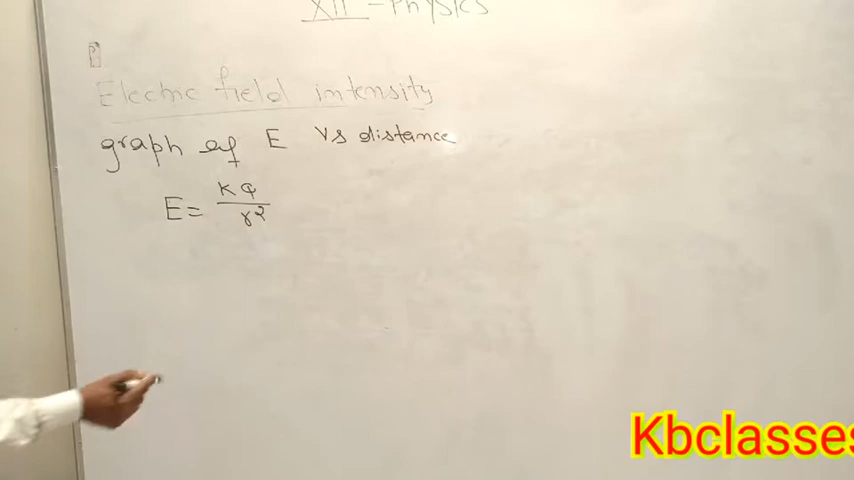 XII - Physics
Electric field intensity
graph of E Vs distance
E = KQ / r²
Kbclasses